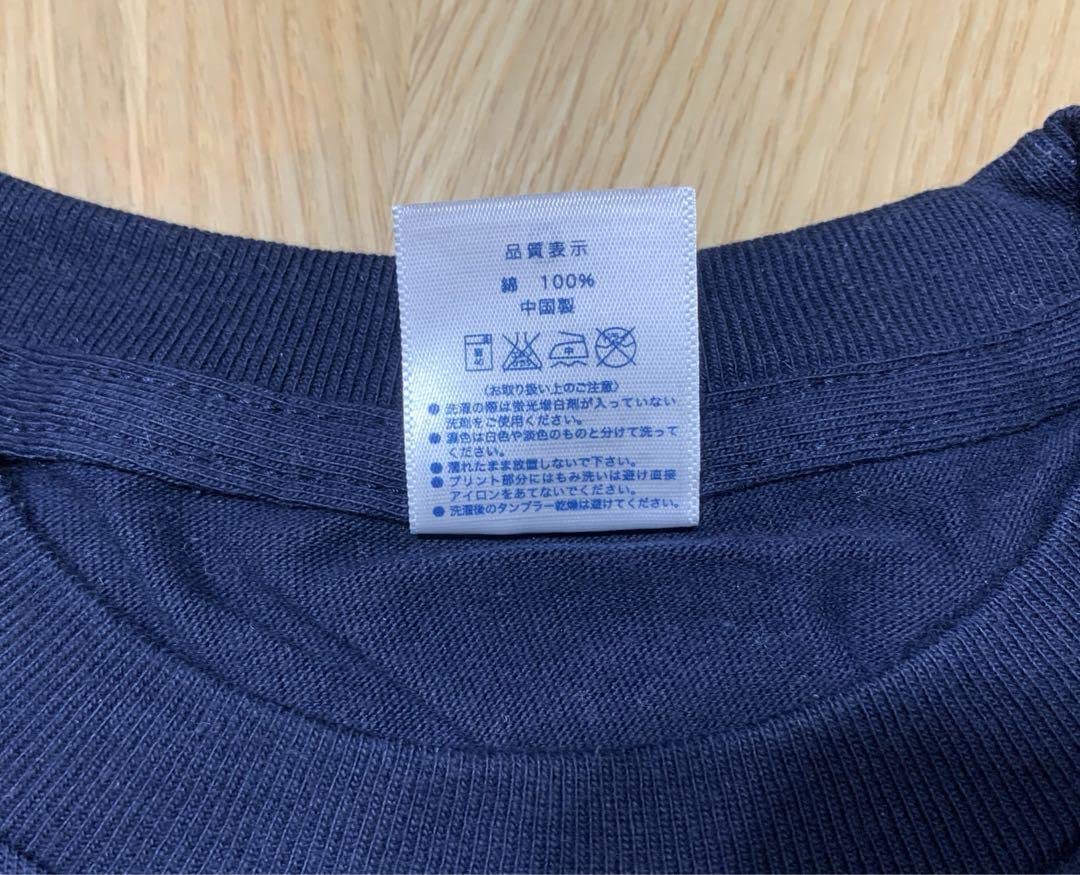 品質表示
綿 100%
中国製
中
〈お取り扱い上のご注意〉
● 洗濯の際は蛍光増白剤が入っていない
洗剤をご使用ください。
● 濃色は白色や淡色のものと分けて洗って
ください。
● 濡れたまま放置しないで下さい。
● プリント部分にはもみ洗いは避け直接
アイロンをあてないでください。
● 洗濯後のタンブラー乾燥は避けてください。